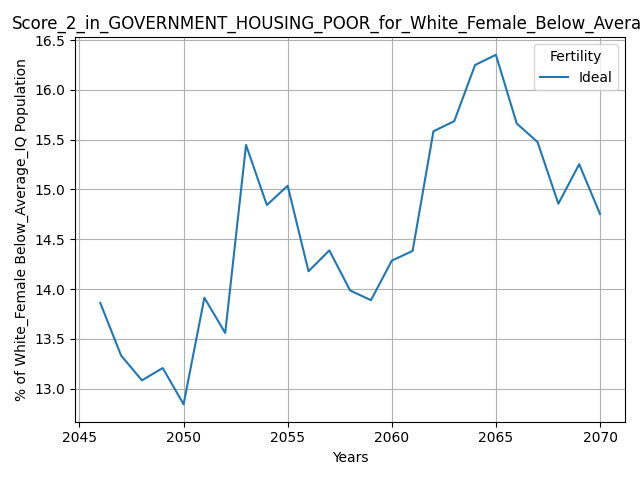 Score_2_in_GOVERNMENT_HOUSING_POOR_for_White_Female_Below_Avera
16.5
16.0
15.5
15.0
14.5
14.0
13.5
13.0
% of White_Female Below_Average_IQ Population
Fertility
Ideal
2045 2050 2055 2060 2065 2070
Years